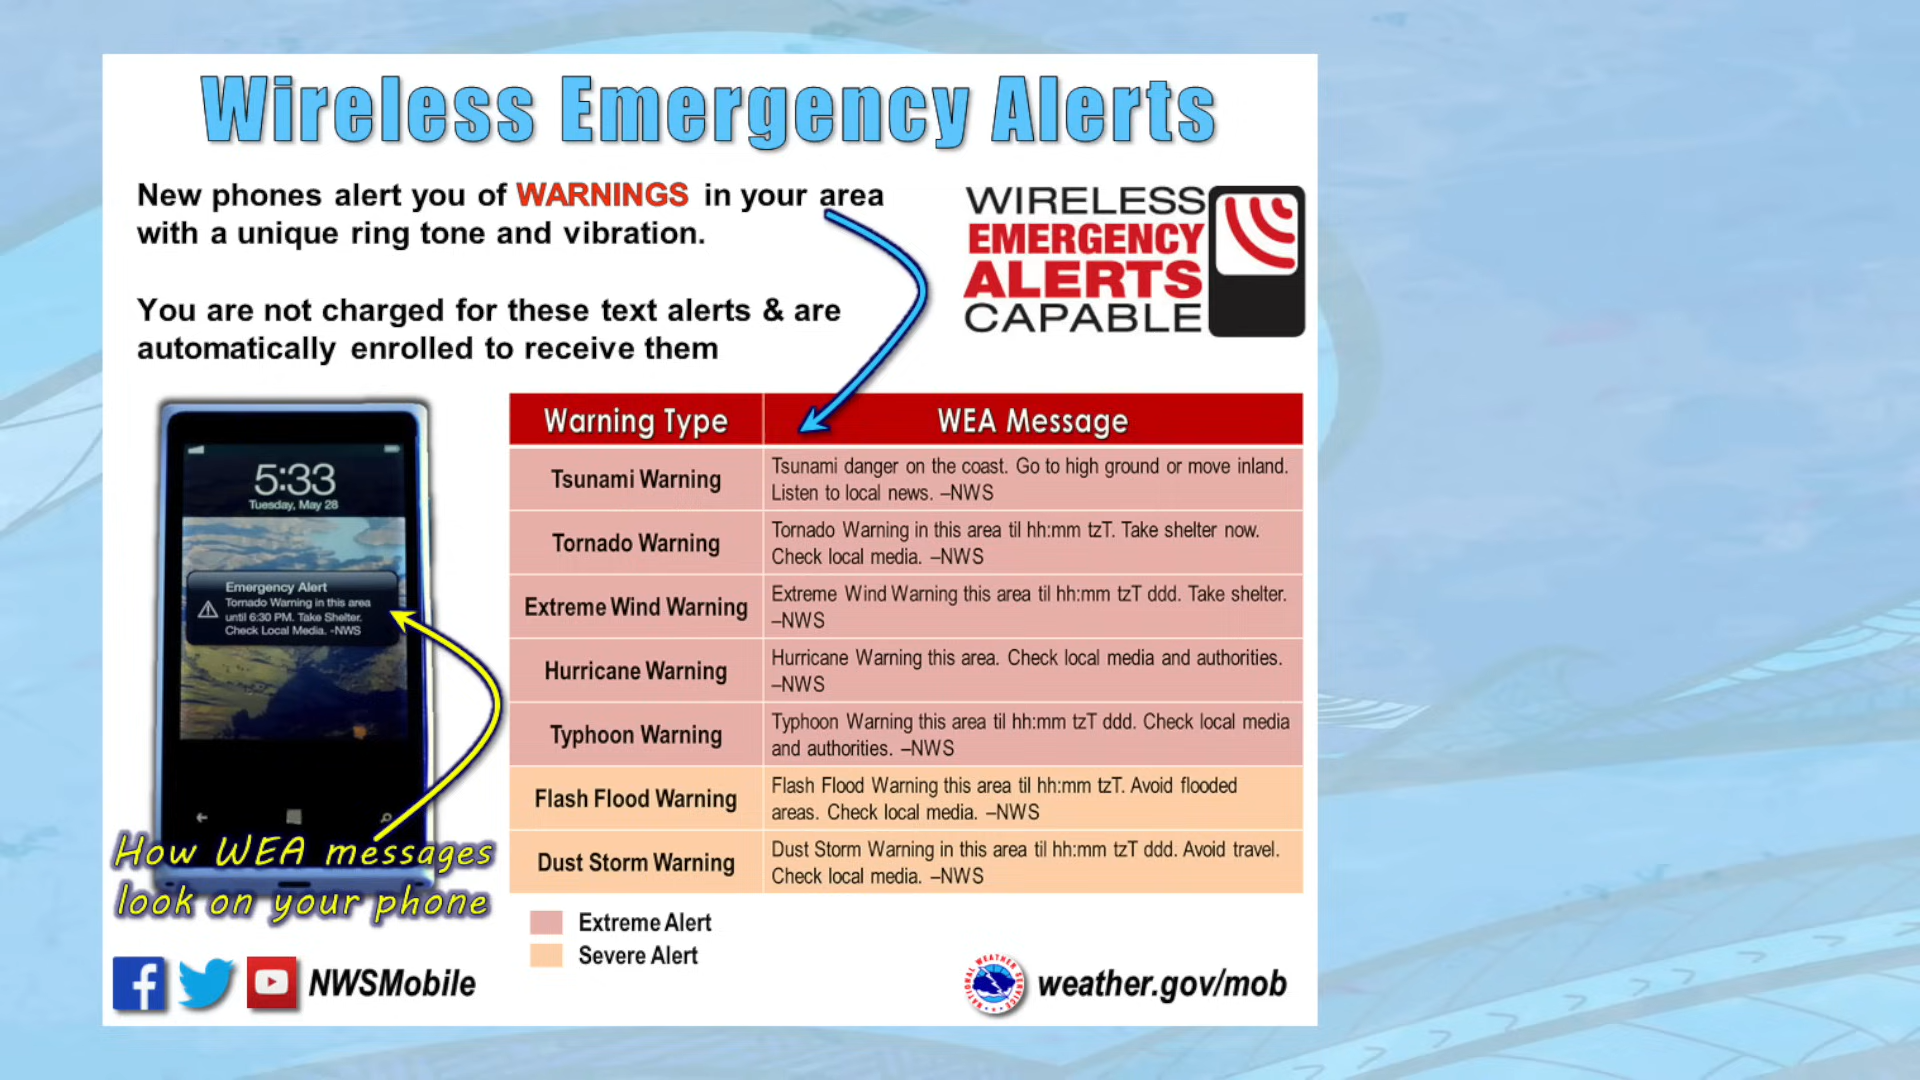 Wireless Emergency Alerts
New phones alert you of WARNINGS in your area
with a unique ring tone and vibration.
You are not charged for these text alerts & are
automatically enrolled to receive them
WIRELESS
EMERGENCY
ALERTS
CAPABLE
5:33
Tuesday, May 28
Emergency Alert
Tornado Warning in this area
until 6:30 PM. Take Shelter.
Check Local Media. -NWS
How WEA messages
look on your phone
Warning Type WEA Message
Tsunami Warning
Tsunami danger on the coast. Go to high ground or move inland.
Listen to local news. –NWS
Tornado Warning
Tornado Warning in this area til hh:mm tzT. Take shelter now.
Check local media. –NWS
Extreme Wind Warning
Extreme Wind Warning this area til hh:mm tzT ddd. Take shelter.
–NWS
Hurricane Warning
Hurricane Warning this area. Check local media and authorities.
–NWS
Typhoon Warning
Typhoon Warning this area til hh:mm tzT ddd. Check local media
and authorities. –NWS
Flash Flood Warning
Flash Flood Warning this area til hh:mm tzT. Avoid flooded
areas. Check local media. –NWS
Dust Storm Warning
Dust Storm Warning in this area til hh:mm tzT ddd. Avoid travel.
Check local media. –NWS
Extreme Alert
Severe Alert
NWSMobile
NATIONAL WEATHER SERVICE
weather.gov/mob